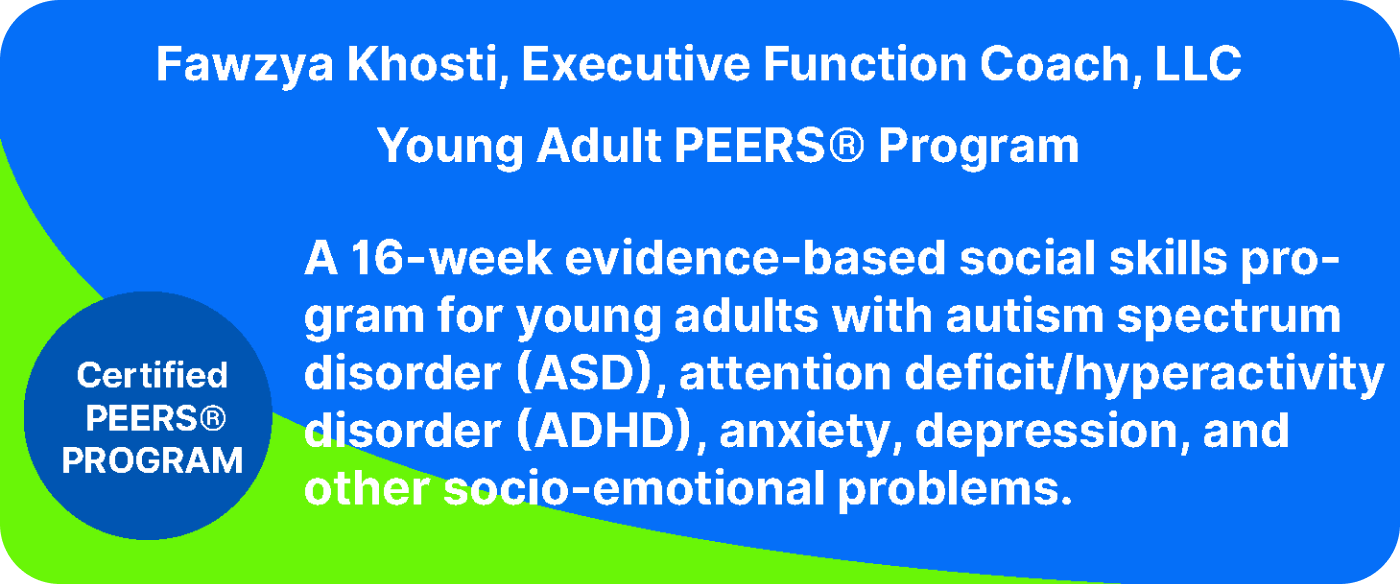 Fawzya Khosti, Executive Function Coach, LLC
Young Adult PEERS® Program
A 16-week evidence-based social skills pro-
gram for young adults with autism spectrum
disorder (ASD), attention deficit/hyperactivity
disorder (ADHD), anxiety, depression, and
other socio-emotional problems.
Certified
PEERS®
PROGRAM